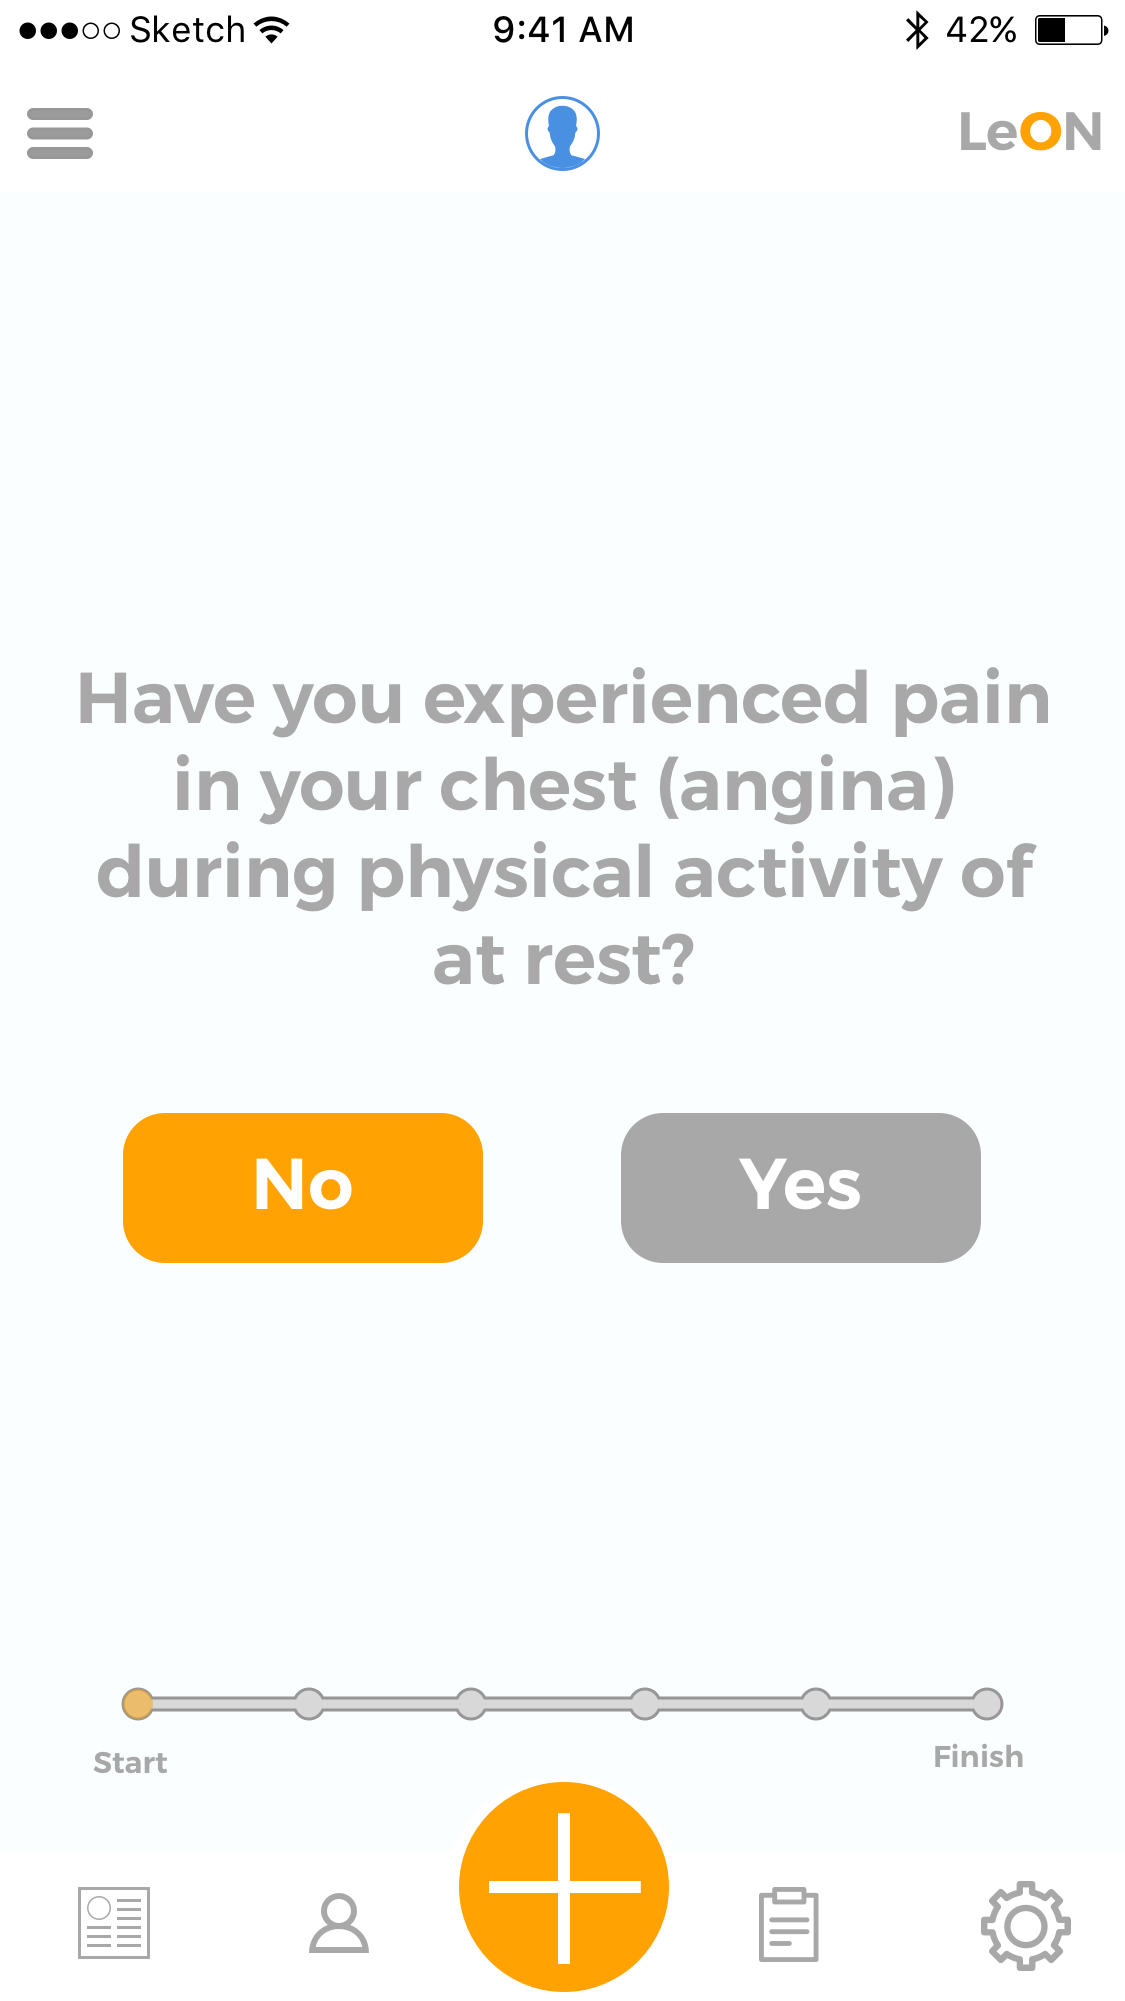 Sketch 9:41 AM 42%
LeON
Have you experienced pain
in your chest (angina)
during physical activity of
at rest?
No Yes
Start Finish